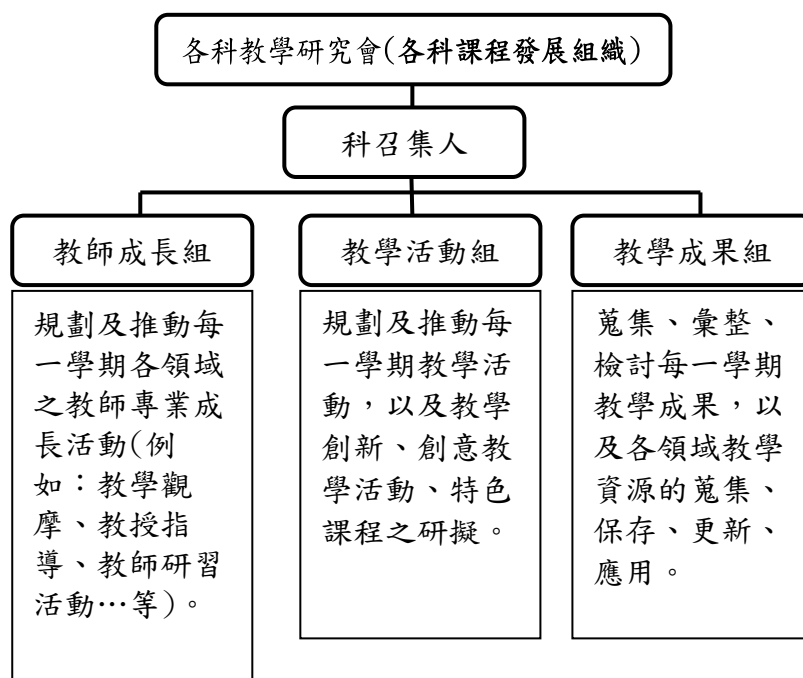 各科教學研究會(各科課程發展組織)
科召集人
教師成長組
規劃及推動每
一學期各領域
之教師專業成
長活動(例
如：教學觀
摩、教授指
導、教師研習
活動…等)。
教學活動組
規劃及推動每
一學期教學活
動，以及教學
創新、創意教
學活動、特色
課程之研擬。
教學成果組
蒐集、彙整、
檢討每一學期
教學成果，以
及各領域教學
資源的蒐集、
保存、更新、
應用。